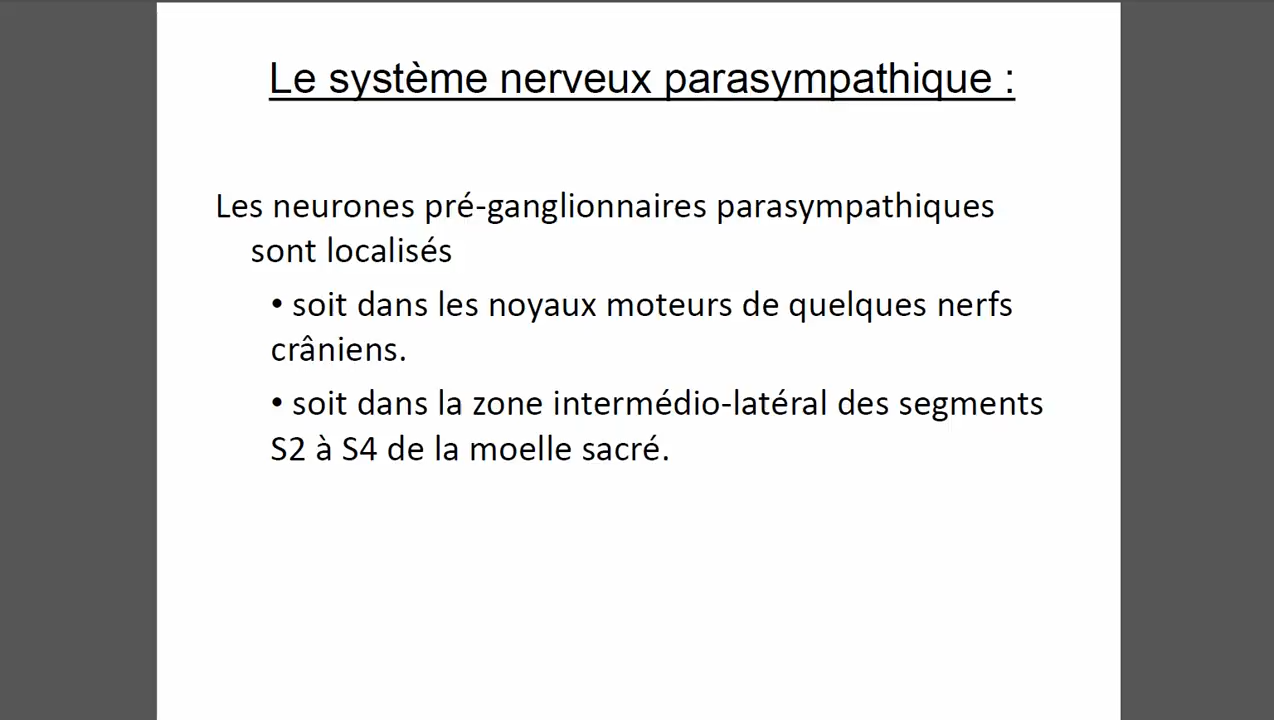 Le système nerveux parasympathique :
Les neurones pré-ganglionnaires parasympathiques
sont localisés
• soit dans les noyaux moteurs de quelques nerfs
crâniens.
• soit dans la zone intermédio-latéral des segments
S2 à S4 de la moelle sacré.